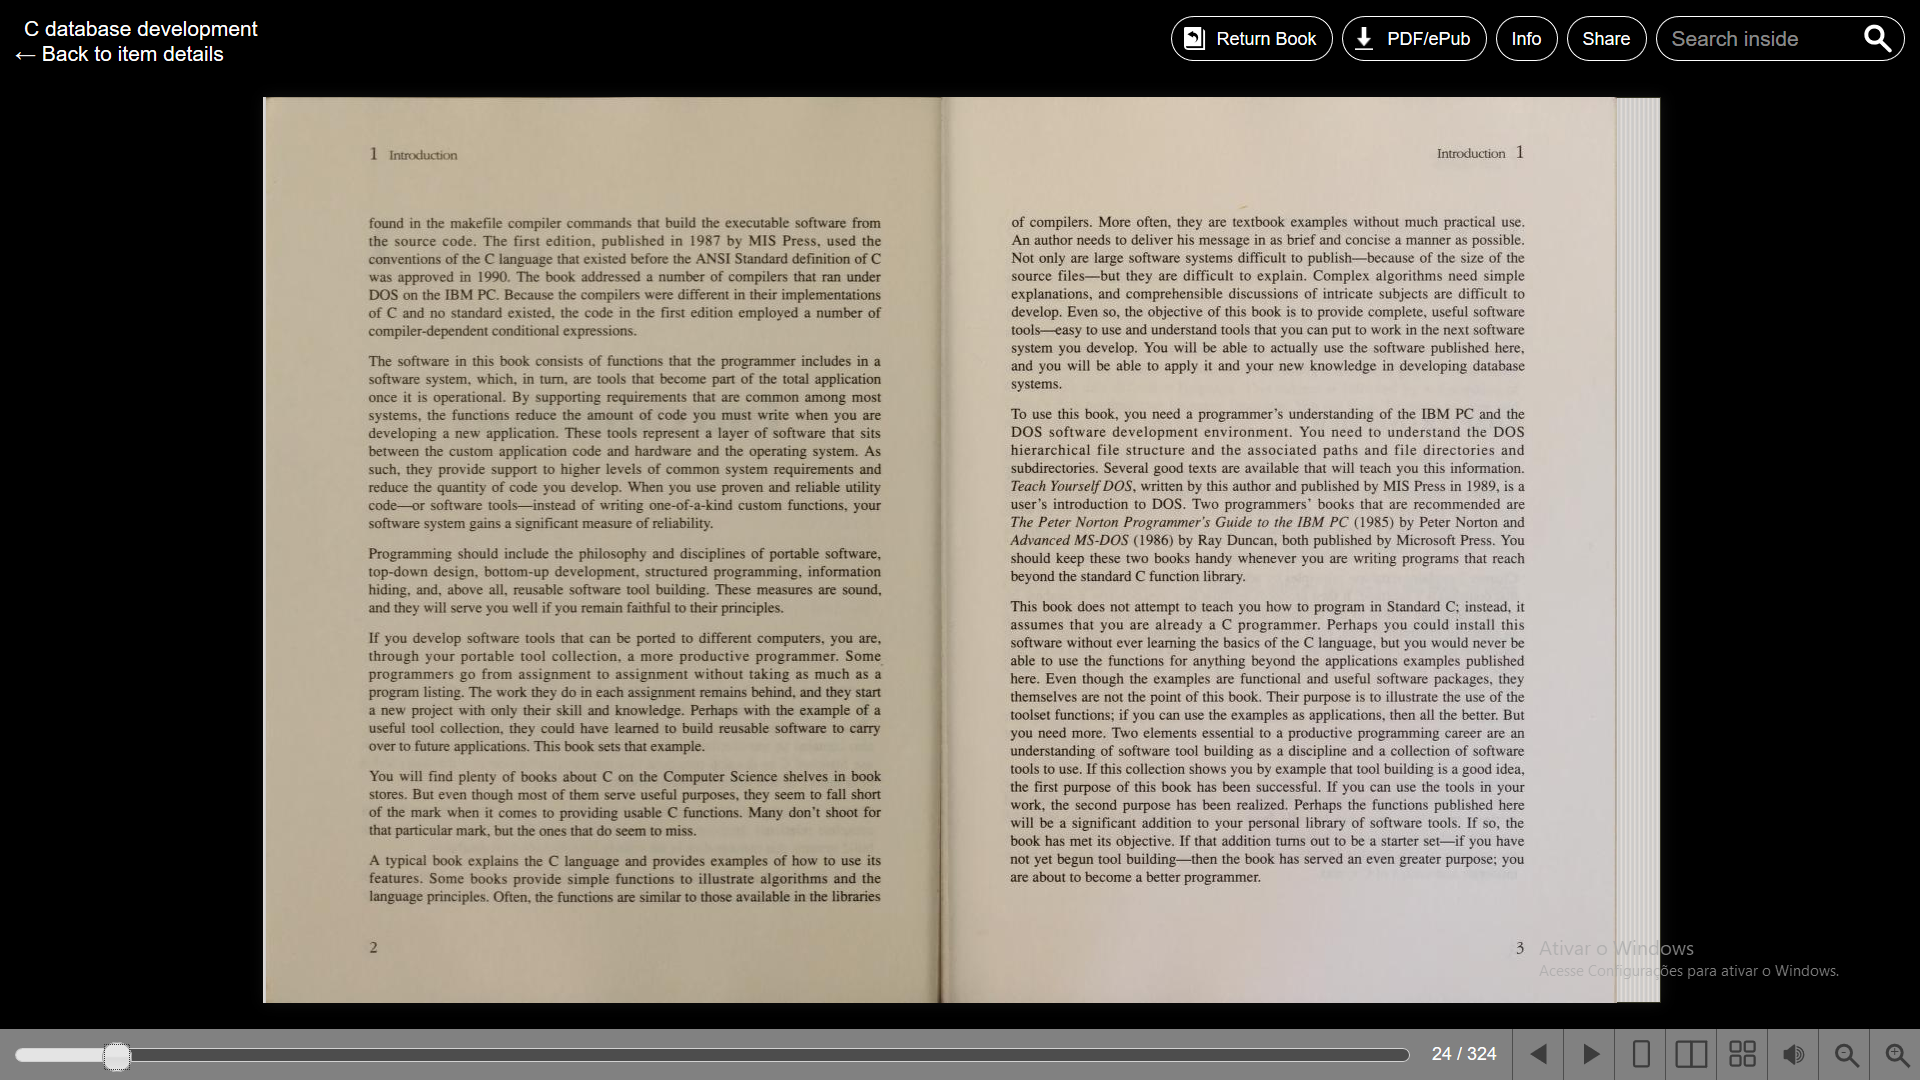 C database development
← Back to item details
Return Book
PDF/ePub
Info
Share
Search inside
1 Introduction
found in the makefile compiler commands that build the executable software from
the source code. The first edition, published in 1987 by MIS Press, used the
conventions of the C language that existed before the ANSI Standard definition of C
was approved in 1990. The book addressed a number of compilers that ran under
DOS on the IBM PC. Because the compilers were different in their implementations
of C and no standard existed, the code in the first edition employed a number of
compiler-dependent conditional expressions.
The software in this book consists of functions that the programmer includes in a
software system, which, in turn, are tools that become part of the total application
once it is operational. By supporting requirements that are common among most
systems, the functions reduce the amount of code you must write when you are
developing a new application. These tools represent a layer of software that sits
between the custom application code and hardware and the operating system. As
such, they provide support to higher levels of common system requirements and
reduce the quantity of code you develop. When you use proven and reliable utility
code—or software tools—instead of writing one-of-a-kind custom functions, your
software system gains a significant measure of reliability.
Programming should include the philosophy and disciplines of portable software,
top-down design, bottom-up development, structured programming, information
hiding, and, above all, reusable software tool building. These measures are sound,
and they will serve you well if you remain faithful to their principles.
If you develop software tools that can be ported to different computers, you are,
through your portable tool collection, a more productive programmer. Some
programmers go from assignment to assignment without taking as much as a
program listing. The work they do in each assignment remains behind, and they start
a new project with only their skill and knowledge. Perhaps with the example of a
useful tool collection, they could have learned to build reusable software to carry
over to future applications. This book sets that example.
You will find plenty of books about C on the Computer Science shelves in book
stores. But even though most of them serve useful purposes, they seem to fall short
of the mark when it comes to providing usable C functions. Many don't shoot for
that particular mark, but the ones that do seem to miss.
A typical book explains the C language and provides examples of how to use its
features. Some books provide simple functions to illustrate algorithms and the
language principles. Often, the functions are similar to those available in the libraries
2
Introduction 1
of compilers. More often, they are textbook examples without much practical use.
An author needs to deliver his message in as brief and concise a manner as possible.
Not only are large software systems difficult to publish—because of the size of the
source files—but they are difficult to explain. Complex algorithms need simple
explanations, and comprehensible discussions of intricate subjects are difficult to
develop. Even so, the objective of this book is to provide complete, useful software
tools—easy to use and understand tools that you can put to work in the next software
system you develop. You will be able to actually use the software published here,
and you will be able to apply it and your new knowledge in developing database
systems.
To use this book, you need a programmer's understanding of the IBM PC and the
DOS software development environment. You need to understand the DOS
hierarchical file structure and the associated paths and file directories and
subdirectories. Several good texts are available that will teach you this information.
Teach Yourself DOS, written by this author and published by MIS Press in 1989, is a
user's introduction to DOS. Two programmers' books that are recommended are
The Peter Norton Programmer's Guide to the IBM PC (1985) by Peter Norton and
Advanced MS-DOS (1986) by Ray Duncan, both published by Microsoft Press. You
should keep these two books handy whenever you are writing programs that reach
beyond the standard C function library.
This book does not attempt to teach you how to program in Standard C; instead, it
assumes that you are already a C programmer. Perhaps you could install this
software without ever learning the basics of the C language, but you would never be
able to use the functions for anything beyond the applications examples published
here. Even though the examples are functional and useful software packages, they
themselves are not the point of this book. Their purpose is to illustrate the use of the
toolset functions; if you can use the examples as applications, then all the better. But
you need more. Two elements essential to a productive programming career are an
understanding of software tool building as a discipline and a collection of software
tools to use. If this collection shows you by example that tool building is a good idea,
the first purpose of this book has been successful. If you can use the tools in your
work, the second purpose has been realized. Perhaps the functions published here
will be a significant addition to your personal library of software tools. If so, the
book has met its objective. If that addition turns out to be a starter set—if you have
not yet begun tool building—then the book has served an even greater purpose; you
are about to become a better programmer.
3
Ativar o Windows
Acesse Configurações para ativar o Windows.
24 / 324